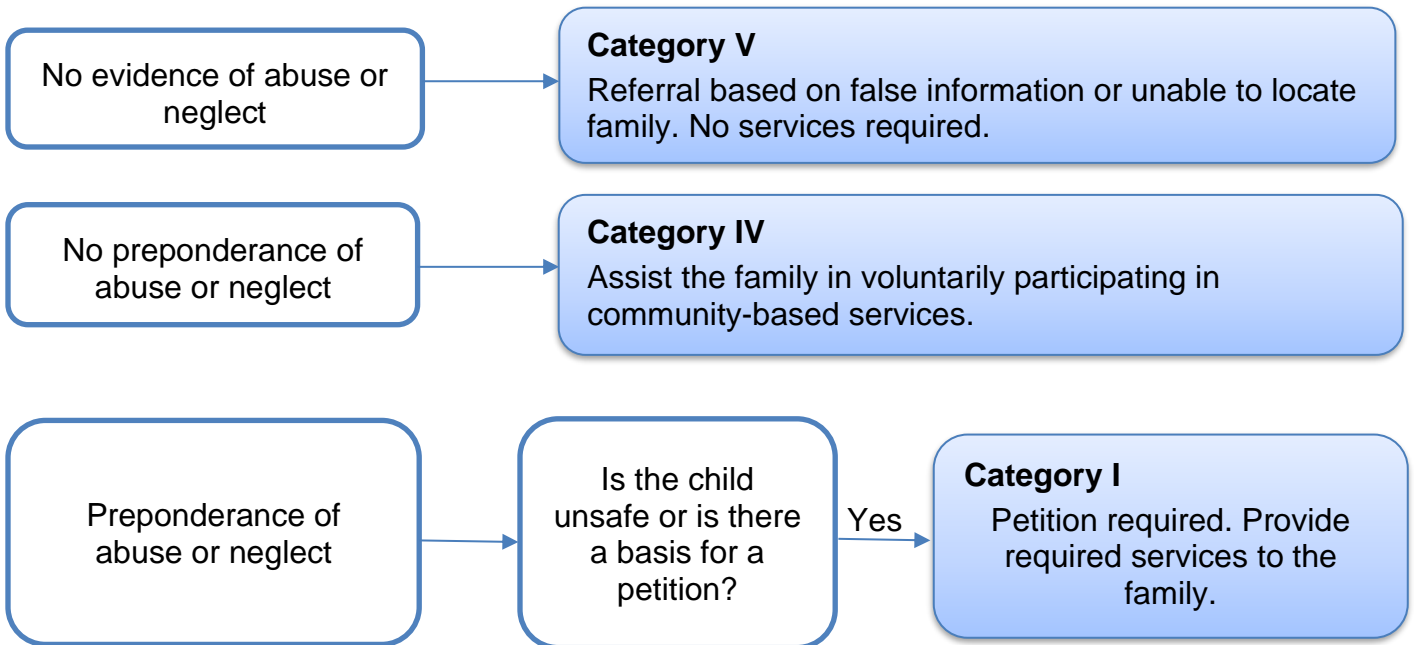 No evidence of abuse or
neglect
Category V
Referral based on false information or unable to locate
family. No services required.
No preponderance of
abuse or neglect
Category IV
Assist the family in voluntarily participating in
community-based services.
Preponderance of
abuse or neglect
Is the child
unsafe or is there
a basis for a
petition?
Yes
Category I
Petition required. Provide
required services to the
family.